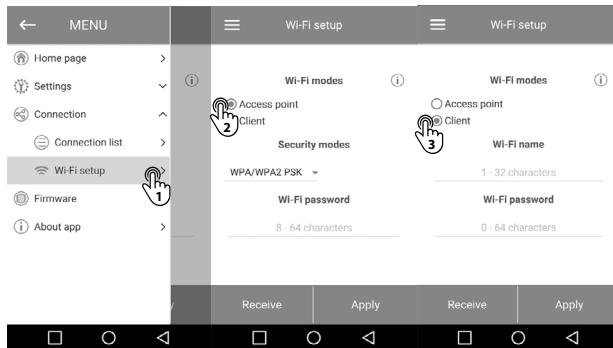 MENU
Home page
Settings
Connection
Connection list
Wi-Fi setup
1
Firmware
About app
y
Wi-Fi setup
Wi-Fi modes
Access point
2
Client
Security modes
WPA/WPA2 PSK
Wi-Fi password
8 - 64 characters
Receive
Apply
Wi-Fi setup
Wi-Fi modes
Access point
Client
3
Wi-Fi name
1 - 32 characters
Wi-Fi password
0 - 64 characters
Receive
Apply